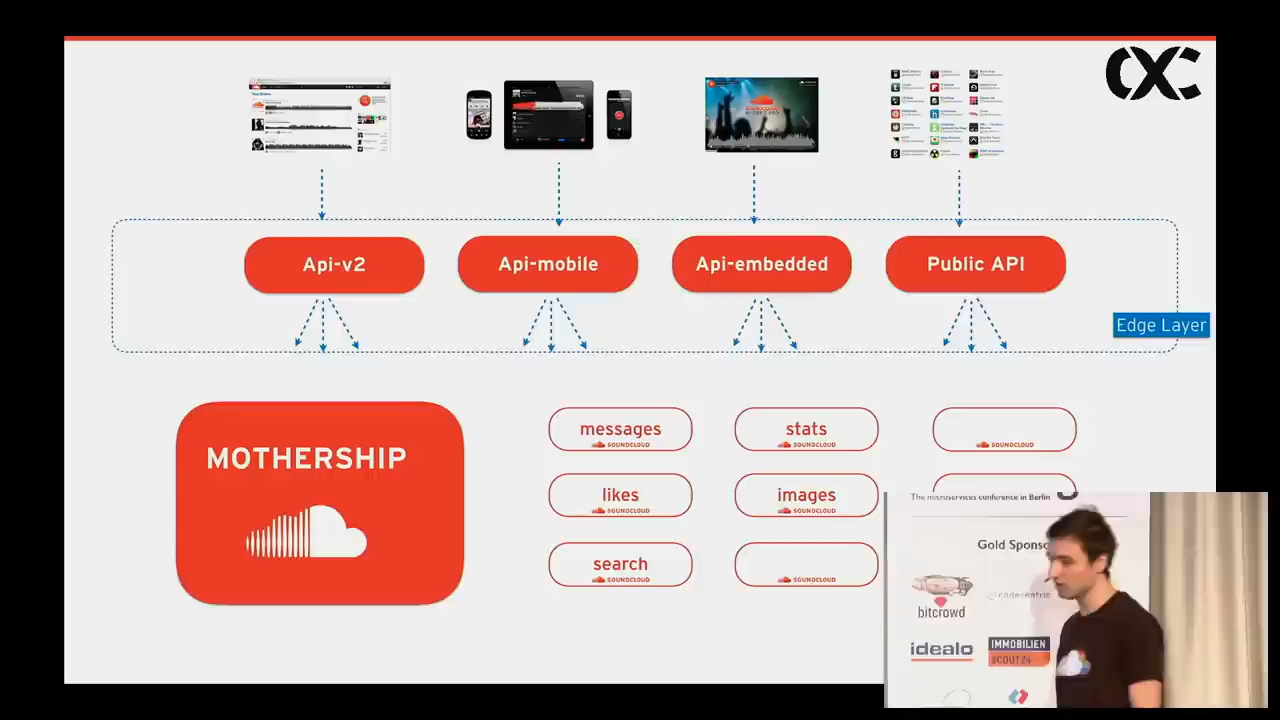 Api-v2
Api-mobile
Api-embedded
Public API
Edge Layer
MOTHERSHIP
messages
SOUNDCLOUD
stats
SOUNDCLOUD
SOUNDCLOUD
likes
SOUNDCLOUD
images
SOUNDCLOUD
search
SOUNDCLOUD
SOUNDCLOUD
The microservices conference in Berlin
Gold Sponso
bitcrowd
codecentric
idealo
IMMOBILIEN
SCOUT24